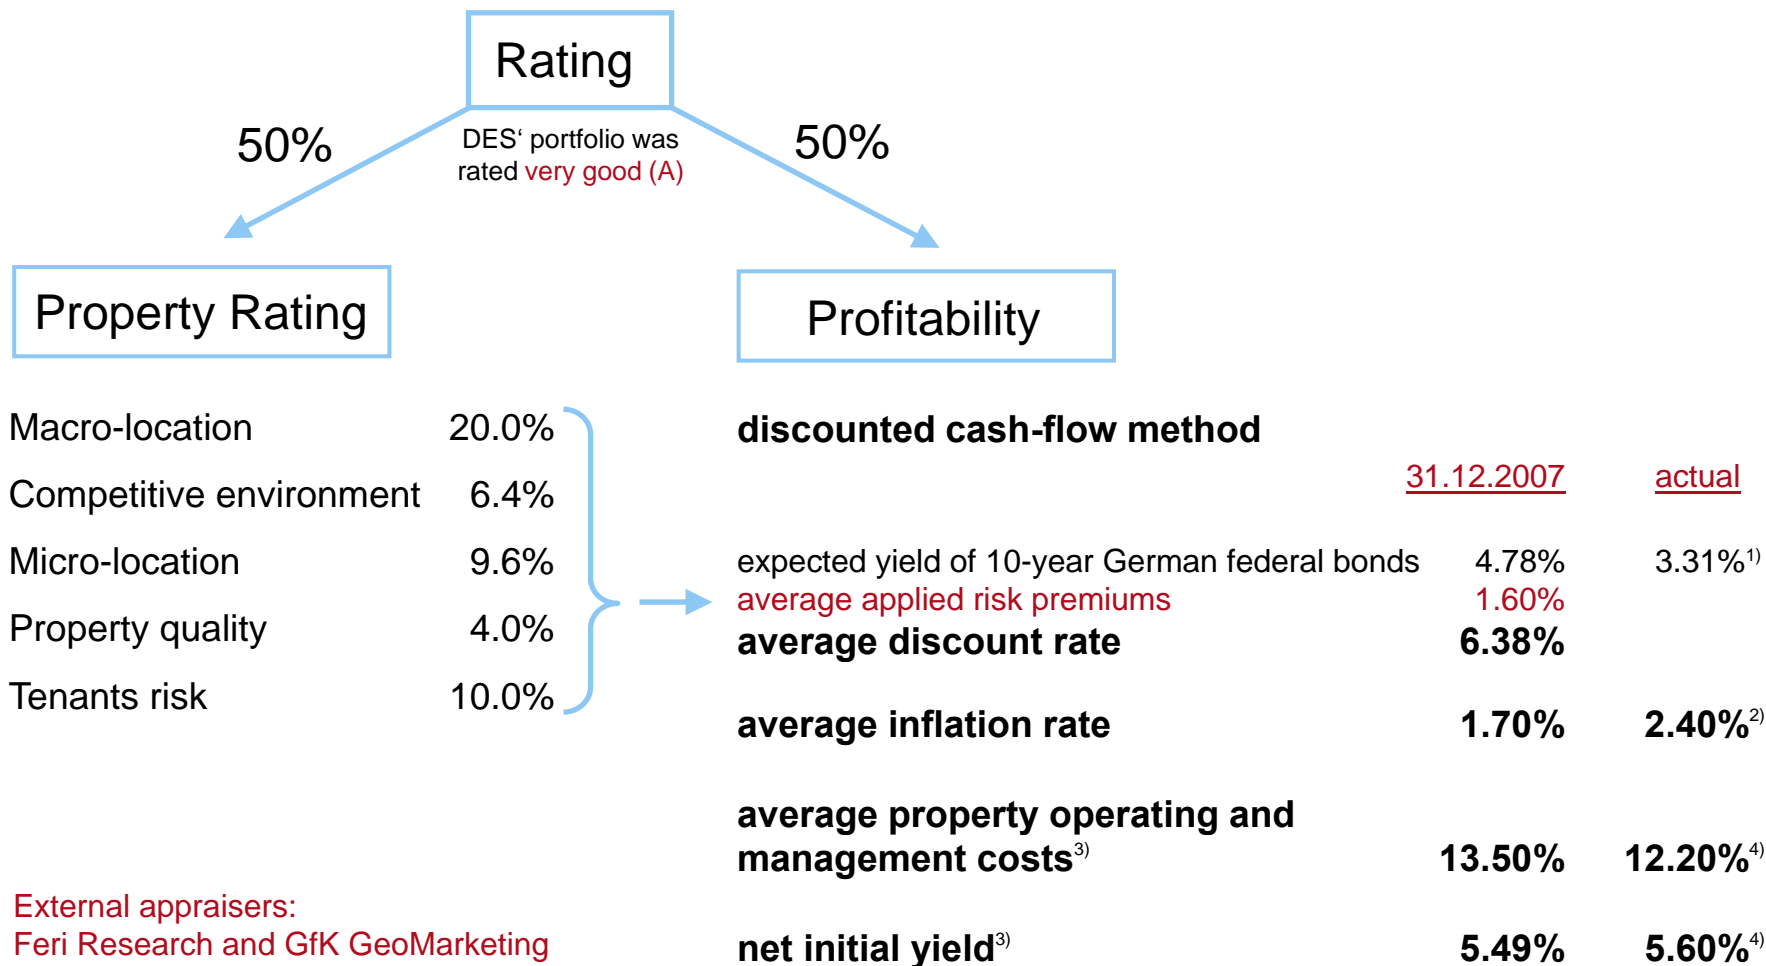 Rating
50%
DES‘ portfolio was
rated very good (A)
50%
Property Rating
Macro-location 20.0%
Competitive environment 6.4%
Micro-location 9.6%
Property quality 4.0%
Tenants risk 10.0%
External appraisers:
Feri Research and GfK GeoMarketing
Profitability
discounted cash-flow method
31.12.2007 actual
expected yield of 10-year German federal bonds 4.78% 3.31%1)
average applied risk premiums 1.60%
average discount rate 6.38%
average inflation rate 1.70% 2.40%2)
average property operating and
management costs3) 13.50% 12.20%4)
net initial yield3) 5.49% 5.60%4)